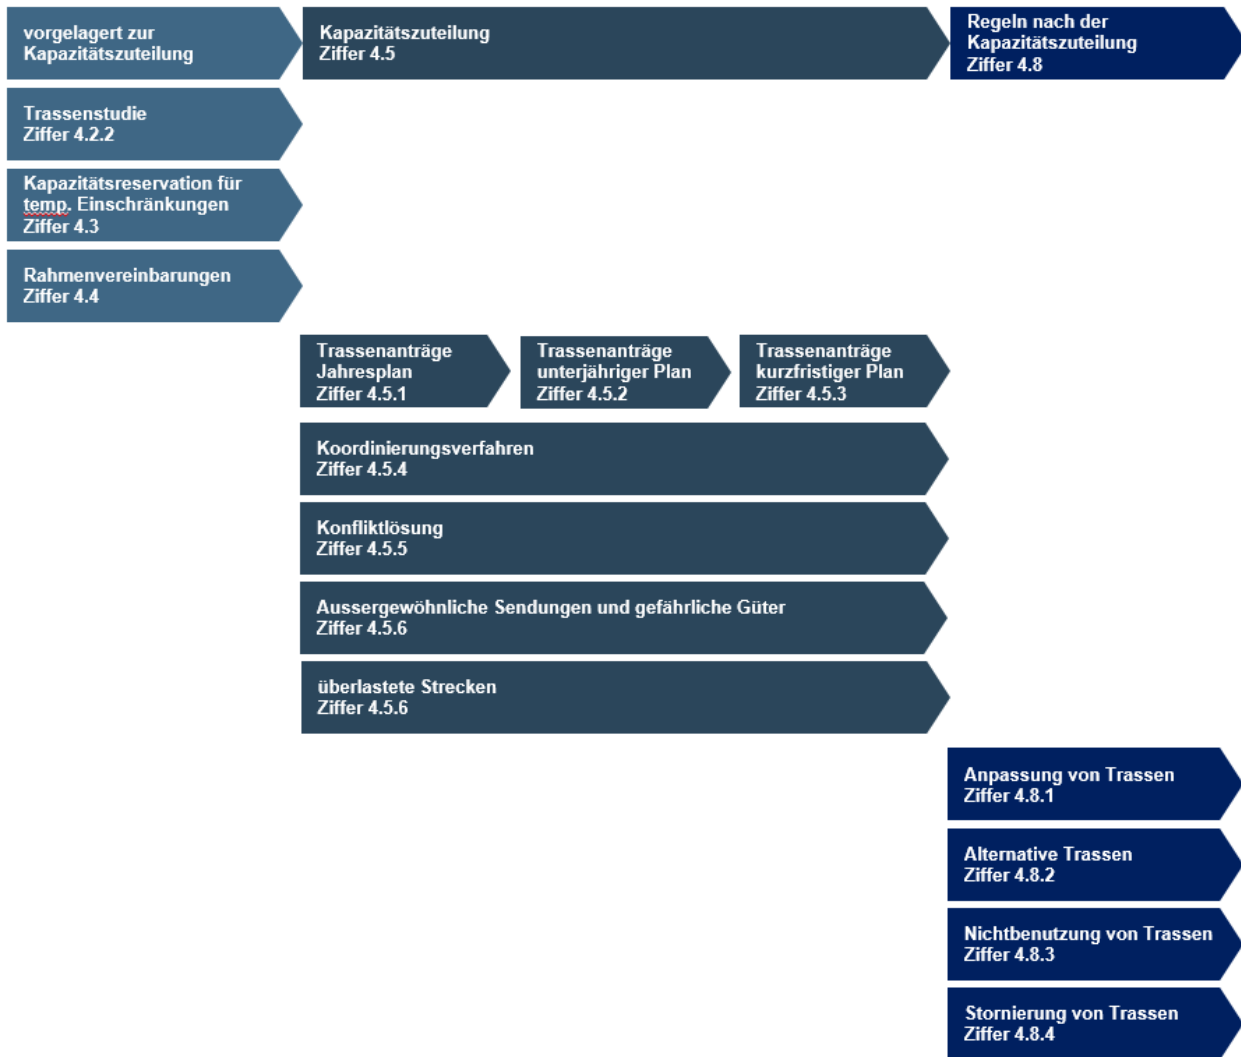 vorgelagert zur
Kapazitätszuteilung
Kapazitätszuteilung
Ziffer 4.5
Regeln nach der
Kapazitätszuteilung
Ziffer 4.8
Trassenstudie
Ziffer 4.2.2
Kapazitätsreservation für
temp. Einschränkungen
Ziffer 4.3
Rahmenvereinbarungen
Ziffer 4.4
Trassenanträge
Jahresplan
Ziffer 4.5.1
Trassenanträge
unterjähriger Plan
Ziffer 4.5.2
Trassenanträge
kurzfristiger Plan
Ziffer 4.5.3
Koordinierungsverfahren
Ziffer 4.5.4
Konfliktlösung
Ziffer 4.5.5
Aussergewöhnliche Sendungen und gefährliche Güter
Ziffer 4.5.6
überlastete Strecken
Ziffer 4.5.6
Anpassung von Trassen
Ziffer 4.8.1
Alternative Trassen
Ziffer 4.8.2
Nichtbenutzung von Trassen
Ziffer 4.8.3
Stornierung von Trassen
Ziffer 4.8.4